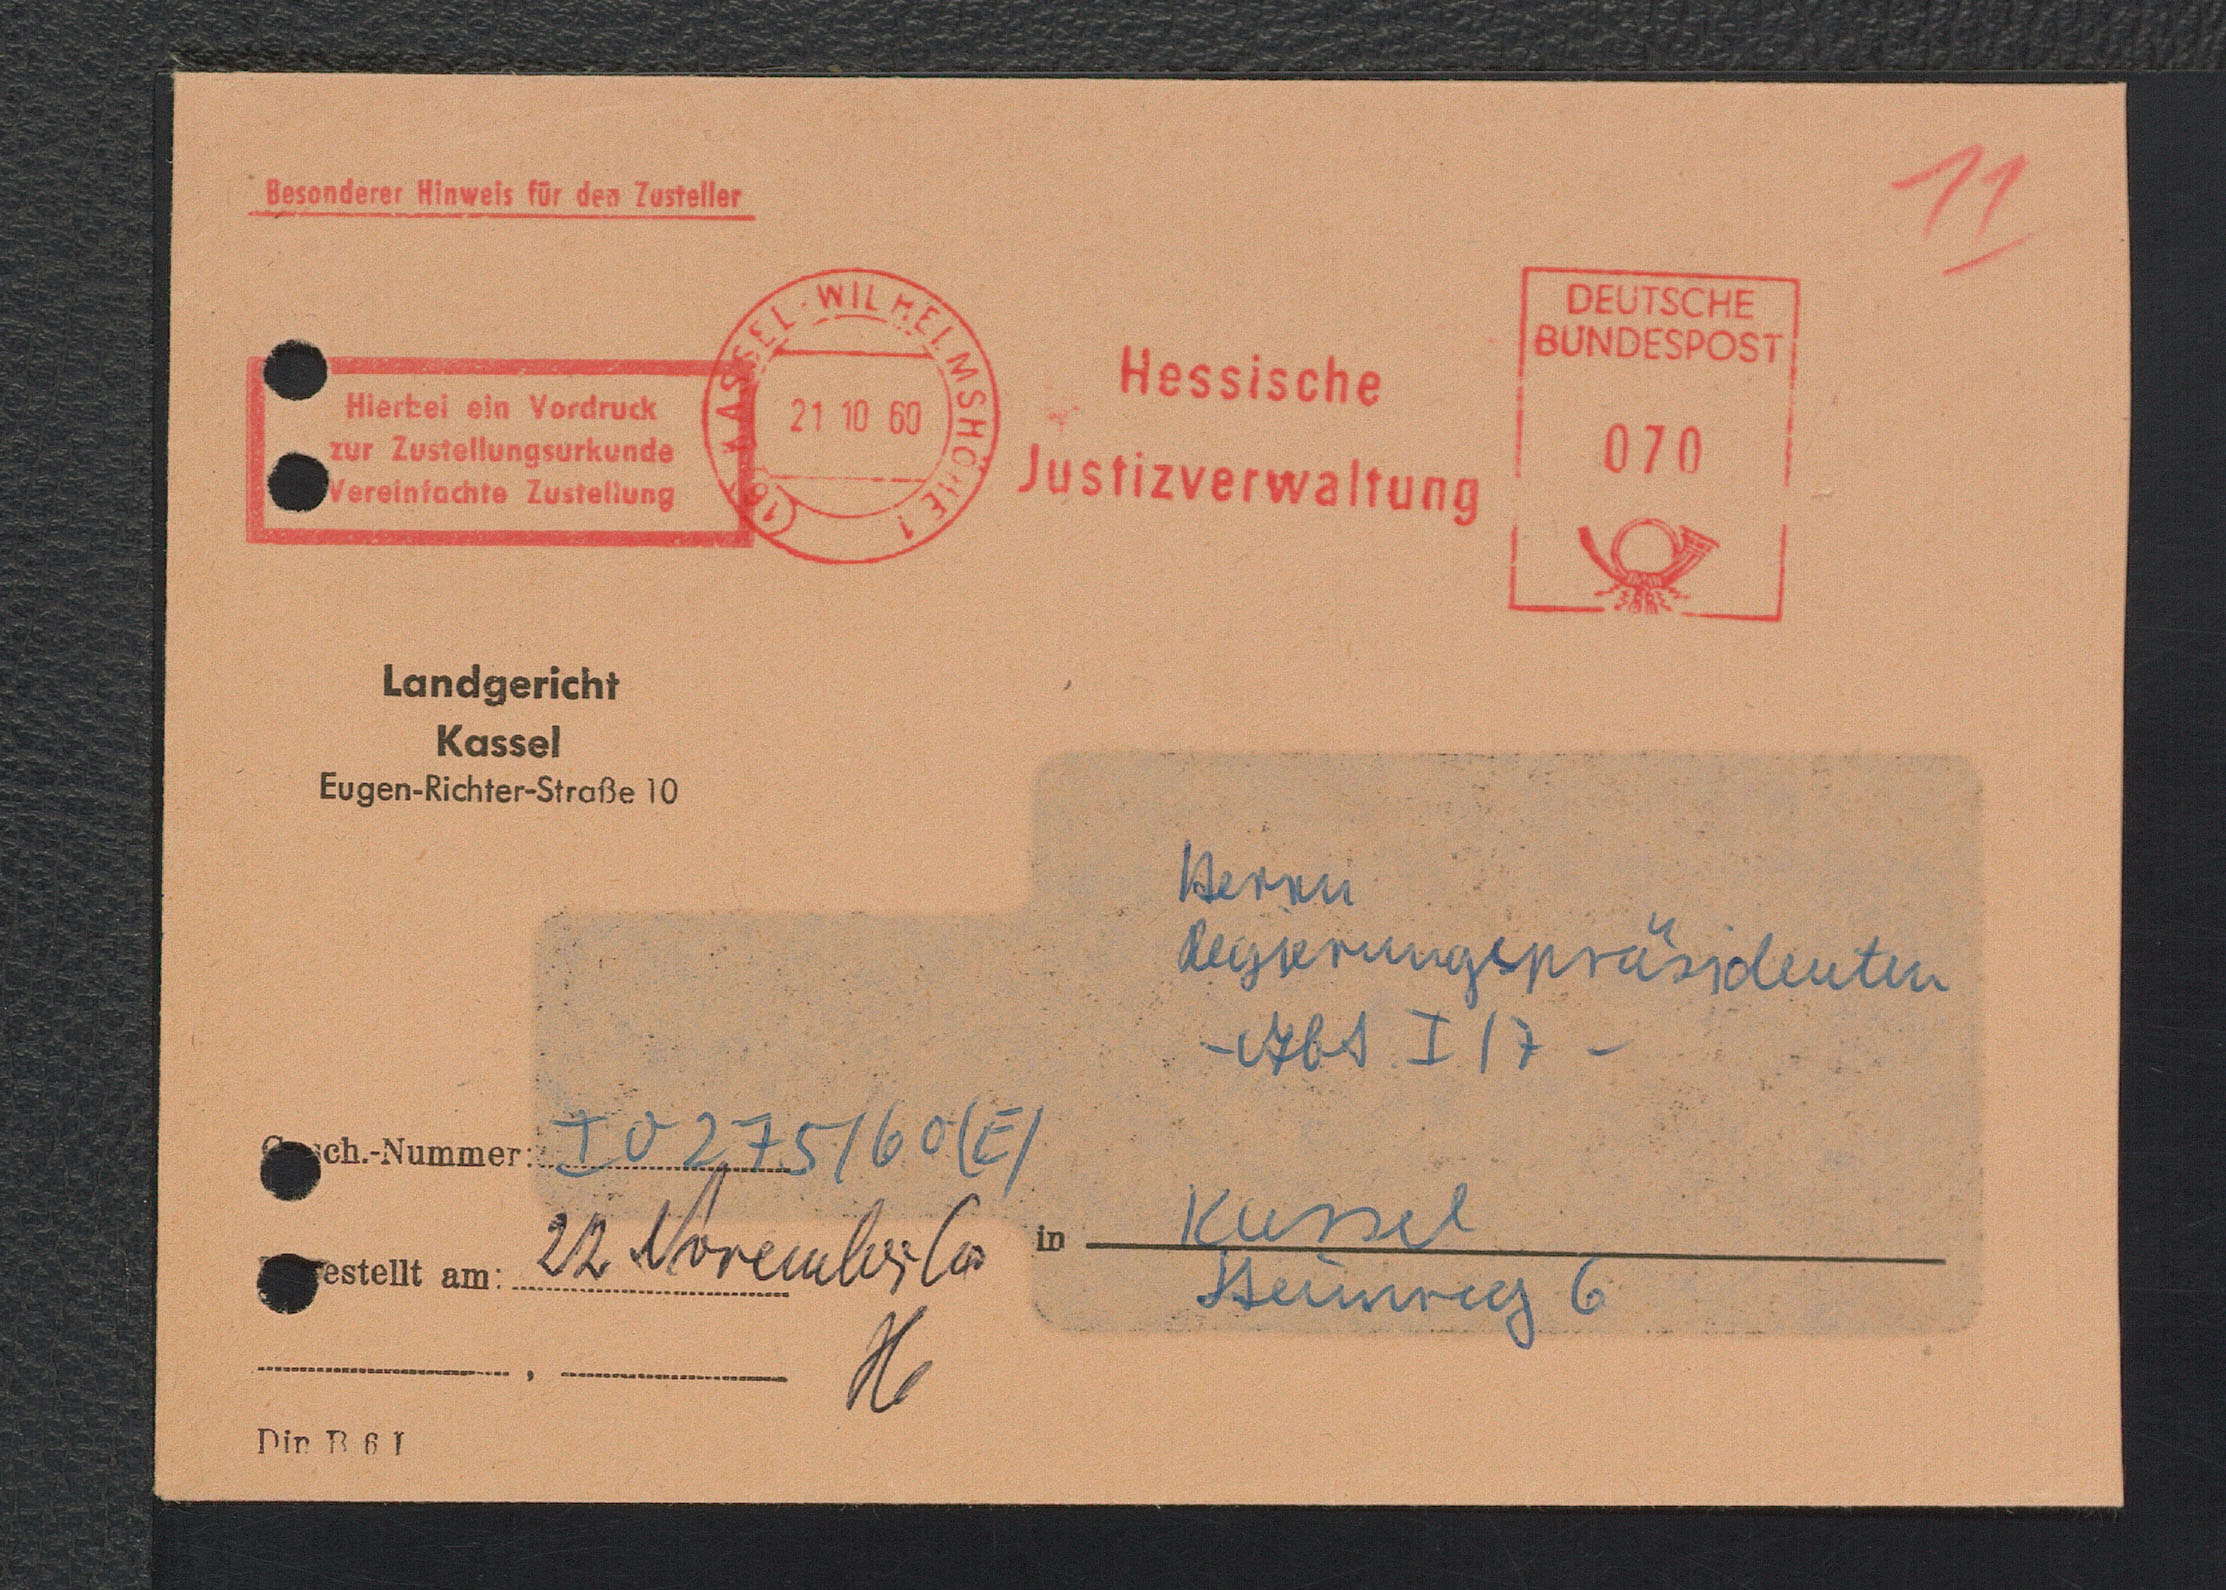 11
Besonderer Hinweis für den Zusteller
Hierbei ein Vordruck
zur Zustellungsurkunde
Vereinfachte Zustellung
(16) KASSEL-WILHELMSHÖHE 1
21 10 60
Hessische
Justizverwaltung
DEUTSCHE
BUNDESPOST
070
Landgericht
Kassel
Eugen-Richter-Straße 10
Herrn
Regierungspräsidenten
- Abt. I/7 -
ch.-Nummer: I O 275/60 (E)
estellt am: 22 November 60
in Kassel
Steinweg 6
Din B 6 I